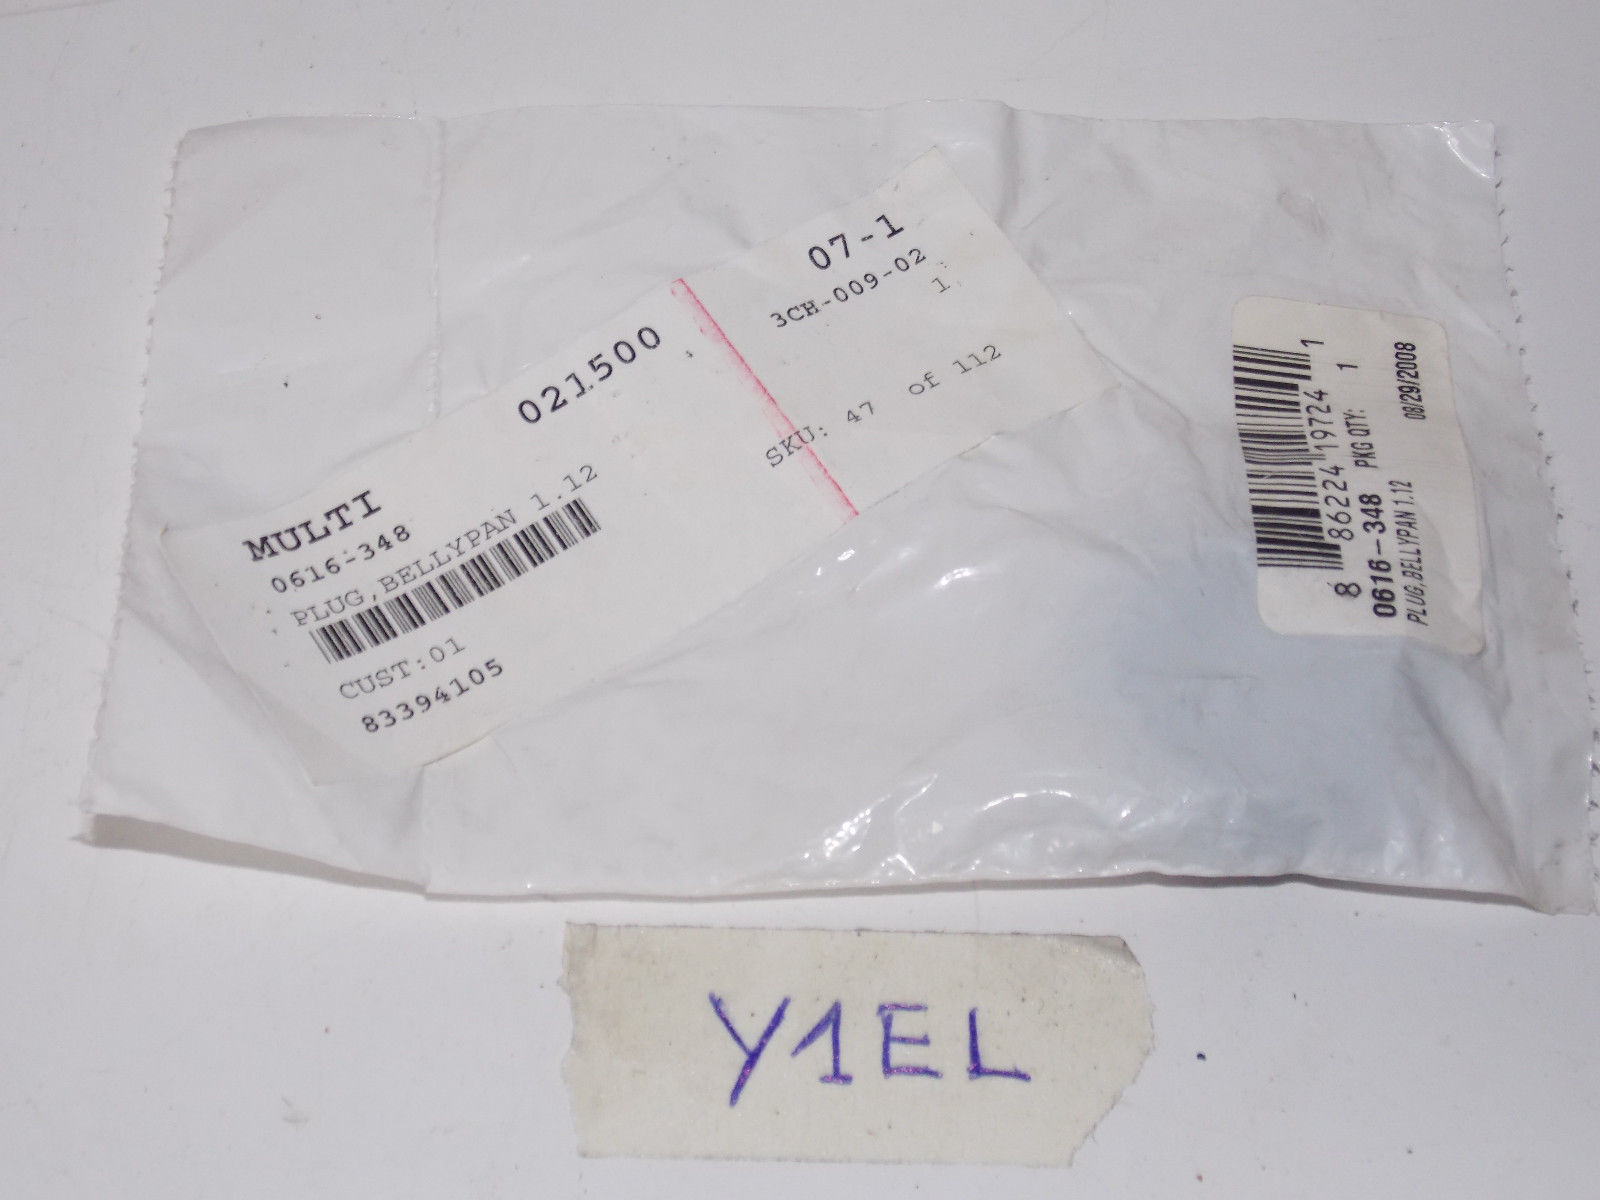 07-1
3CH-009-02
1
021500
SKU: 47 of 112
MULTI
0616-348
PLUG,BELLYPAN 1.12
CUST:01
83394105
8 86224 19724 1
0616-348 PKG QTY: 1
PLUG,BELLYPAN 1.12 08/29/2008
Y1EL